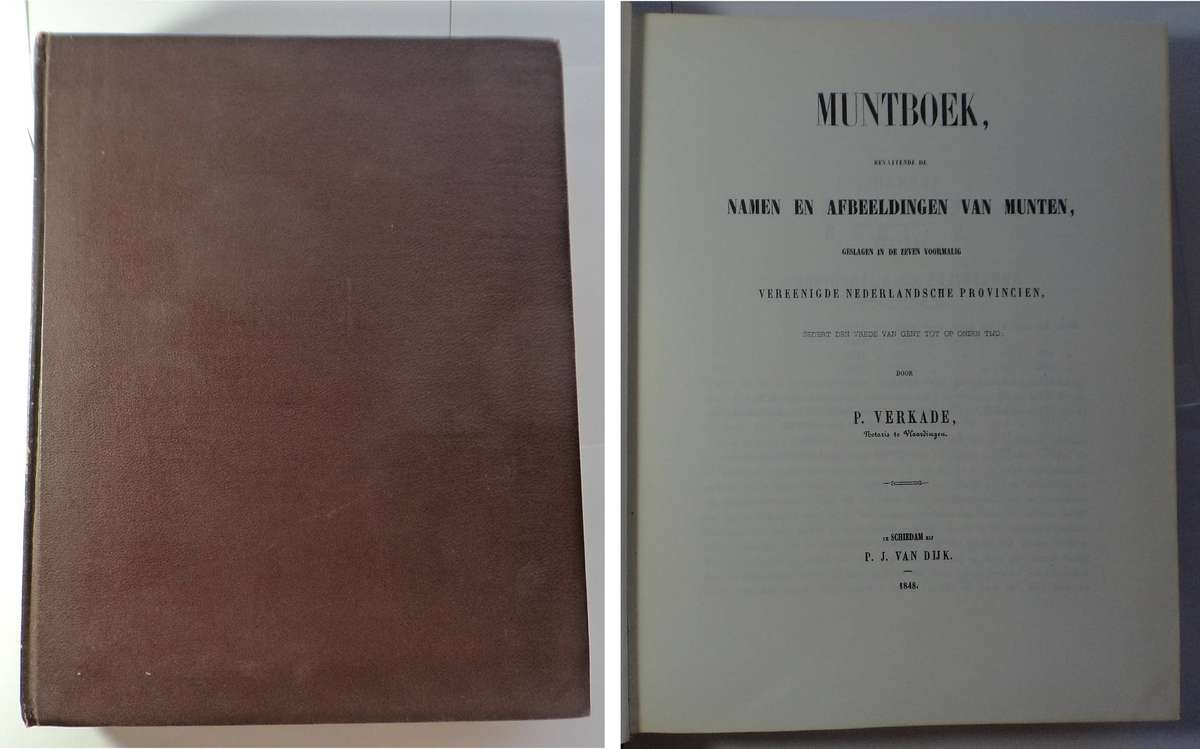 MUNTBOEK,
BEVATTENDE DE
NAMEN EN AFBEELDINGEN VAN MUNTEN,
GESLAGEN IN DE ZEVEN VOORMALIG
VEREENIGDE NEDERLANDSCHE PROVINCIEN,
SEDERT DEN VREDE VAN GENT TOT OP ONZEN TIJD.
DOOR
P. VERKADE,
Notaris te Vlaardingen.
TE SCHIEDAM BIJ
P. J. VAN DIJK.
1848.